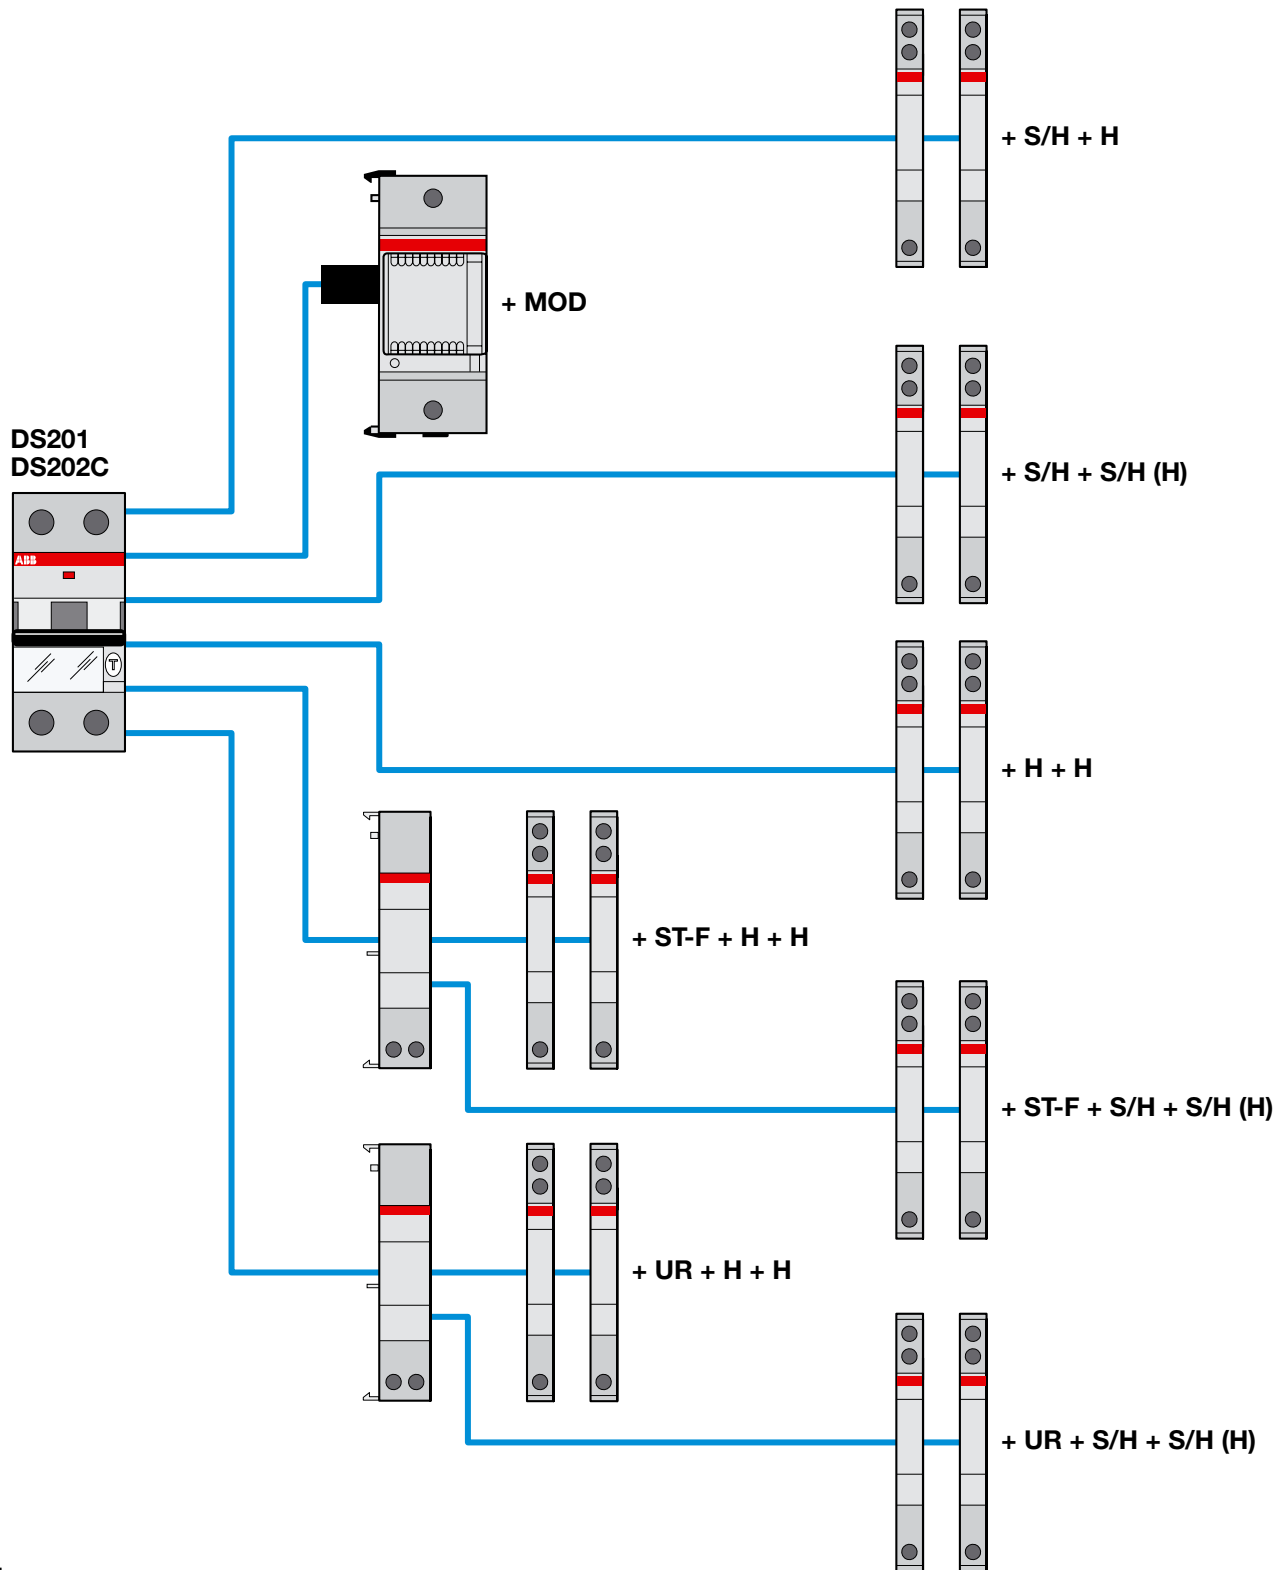 + S/H + H
+ MOD
DS201
DS202C
+ S/H + S/H (H)
ABB
T
+ H + H
+ ST-F + H + H
+ ST-F + S/H + S/H (H)
+ UR + H + H
+ UR + S/H + S/H (H)